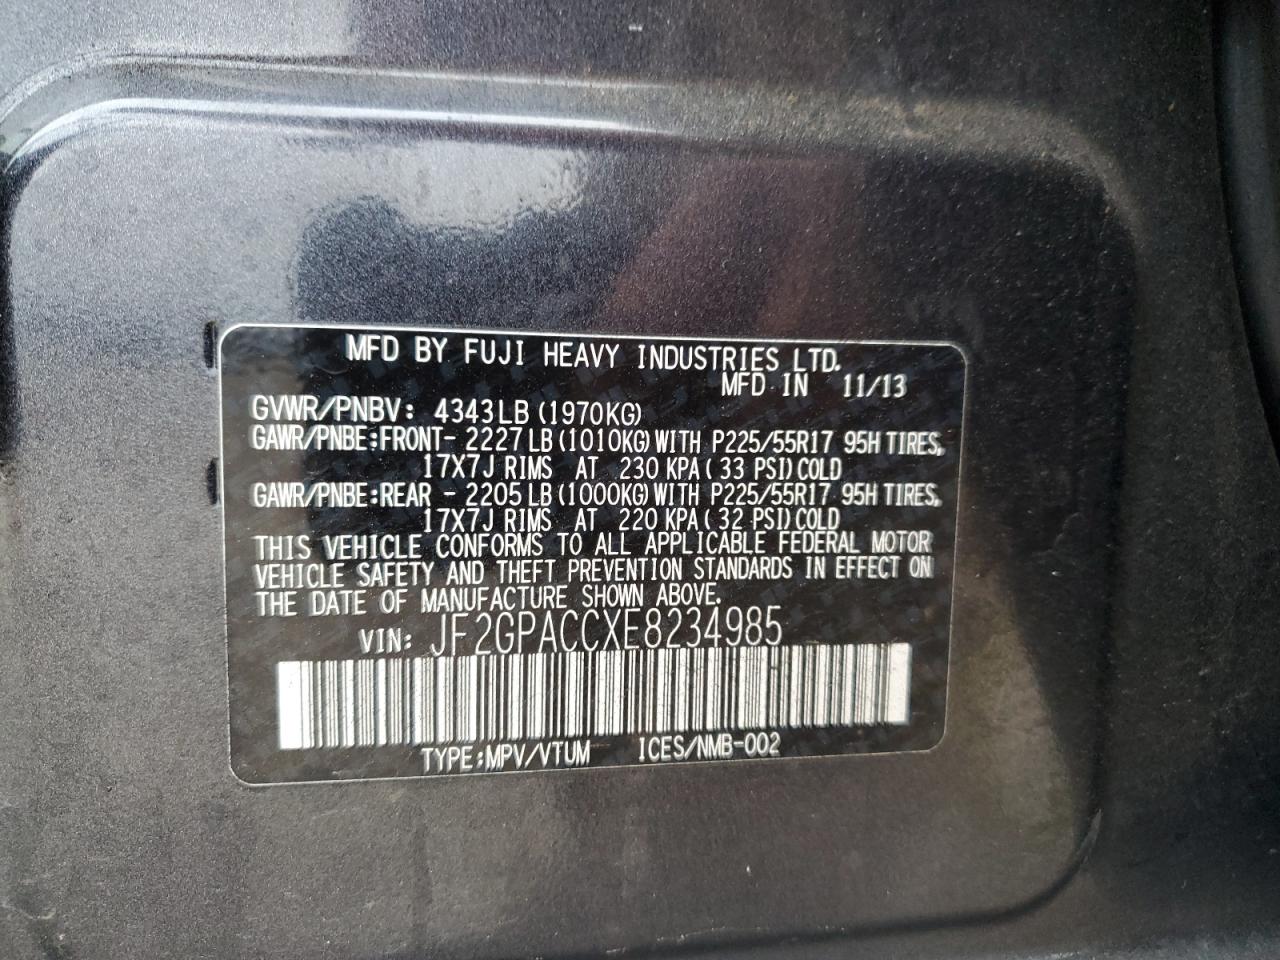 MFD BY FUJI HEAVY INDUSTRIES LTD.
MFD IN 11/13
GVWR/PNBV: 4343LB (1970KG)
GAWR/PNBE:FRONT- 2227 LB (1010KG) WITH P225/55R17 95H TIRES,
17X7J RIMS AT 230 KPA (33 PSI) COLD
GAWR/PNBE:REAR - 2205 LB (1000KG) WITH P225/55R17 95H TIRES,
17X7J RIMS AT 220 KPA (32 PSI) COLD
THIS VEHICLE CONFORMS TO ALL APPLICABLE FEDERAL MOTOR
VEHICLE SAFETY AND THEFT PREVENTION STANDARDS IN EFFECT ON
THE DATE OF MANUFACTURE SHOWN ABOVE.
VIN: JF2GPACCXE8234985
TYPE:MPV/VTUM ICES/NMB-002